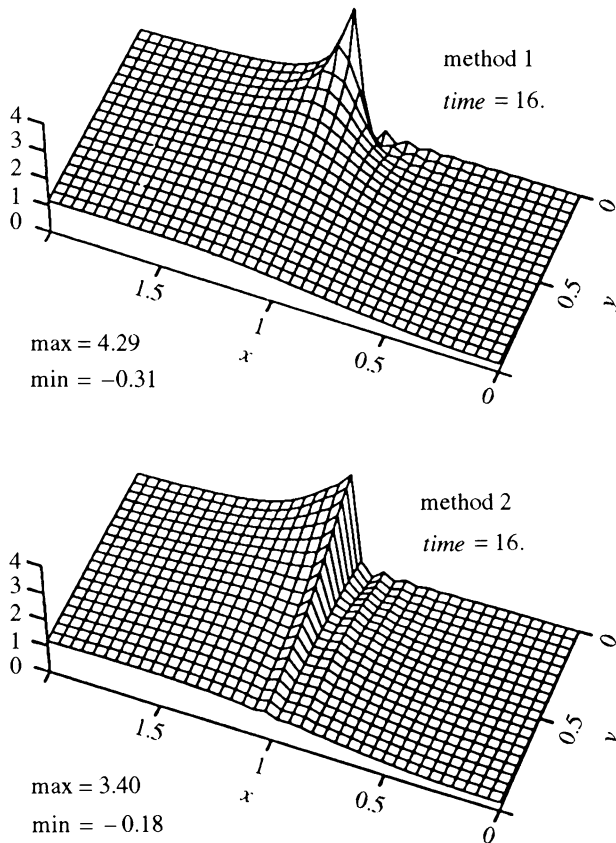 method 1
time = 16.
4
3
2
1
0
0
0.5
y
1.5
1
x
0.5
0
max = 4.29
min = −0.31
method 2
time = 16.
4
3
2
1
0
0
0.5
y
1.5
1
x
0.5
0
max = 3.40
min = −0.18